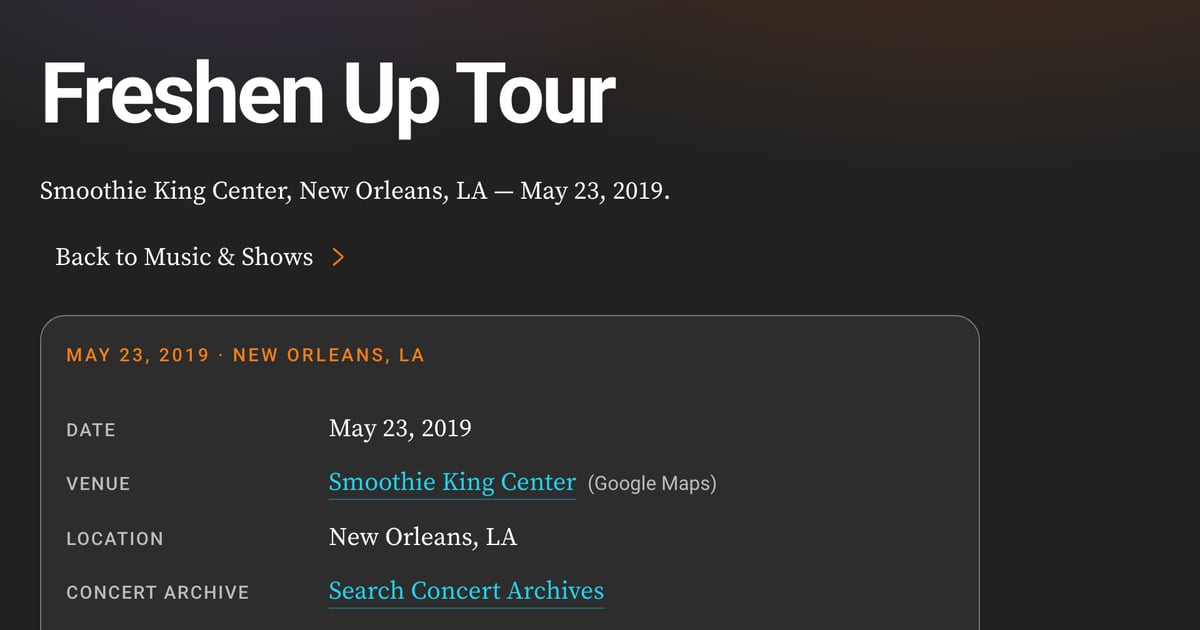 Freshen Up Tour
Smoothie King Center, New Orleans, LA — May 23, 2019.
Back to Music & Shows
MAY 23, 2019 · NEW ORLEANS, LA
DATE May 23, 2019
VENUE Smoothie King Center (Google Maps)
LOCATION New Orleans, LA
CONCERT ARCHIVE Search Concert Archives